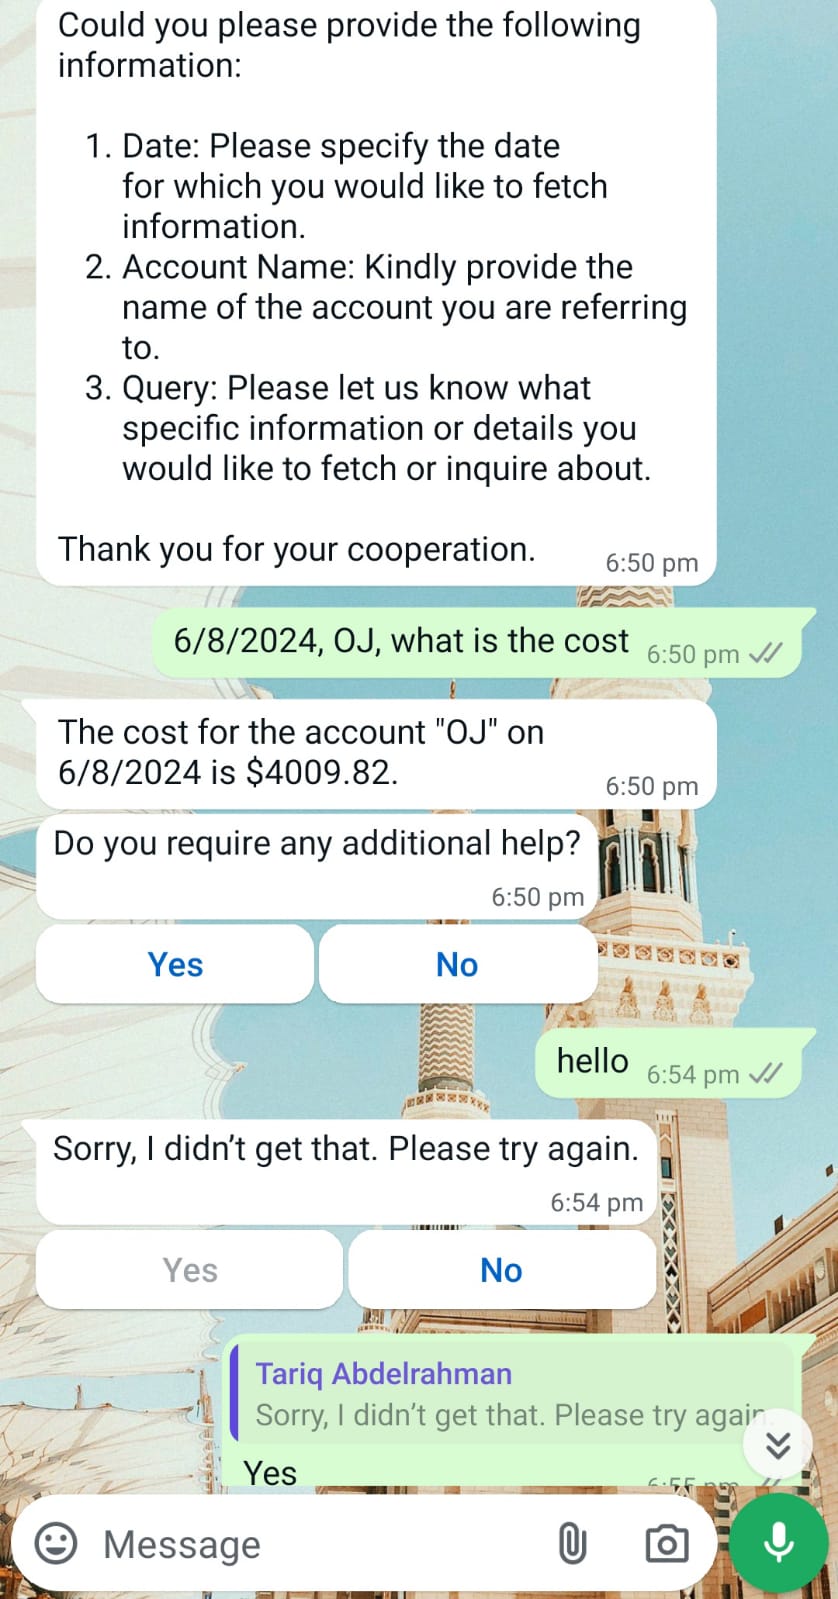 Could you please provide the following
information:
1. Date: Please specify the date
for which you would like to fetch
information.
2. Account Name: Kindly provide the
name of the account you are referring
to.
3. Query: Please let us know what
specific information or details you
would like to fetch or inquire about.
Thank you for your cooperation.
6:50 pm
6/8/2024, OJ, what is the cost
6:50 pm
The cost for the account "OJ" on
6/8/2024 is $4009.82.
6:50 pm
Do you require any additional help?
6:50 pm
Yes No
hello 6:54 pm
Sorry, I didn’t get that. Please try again.
6:54 pm
Yes No
Tariq Abdelrahman
Sorry, I didn’t get that. Please try again.
Yes
6:55 pm
Message